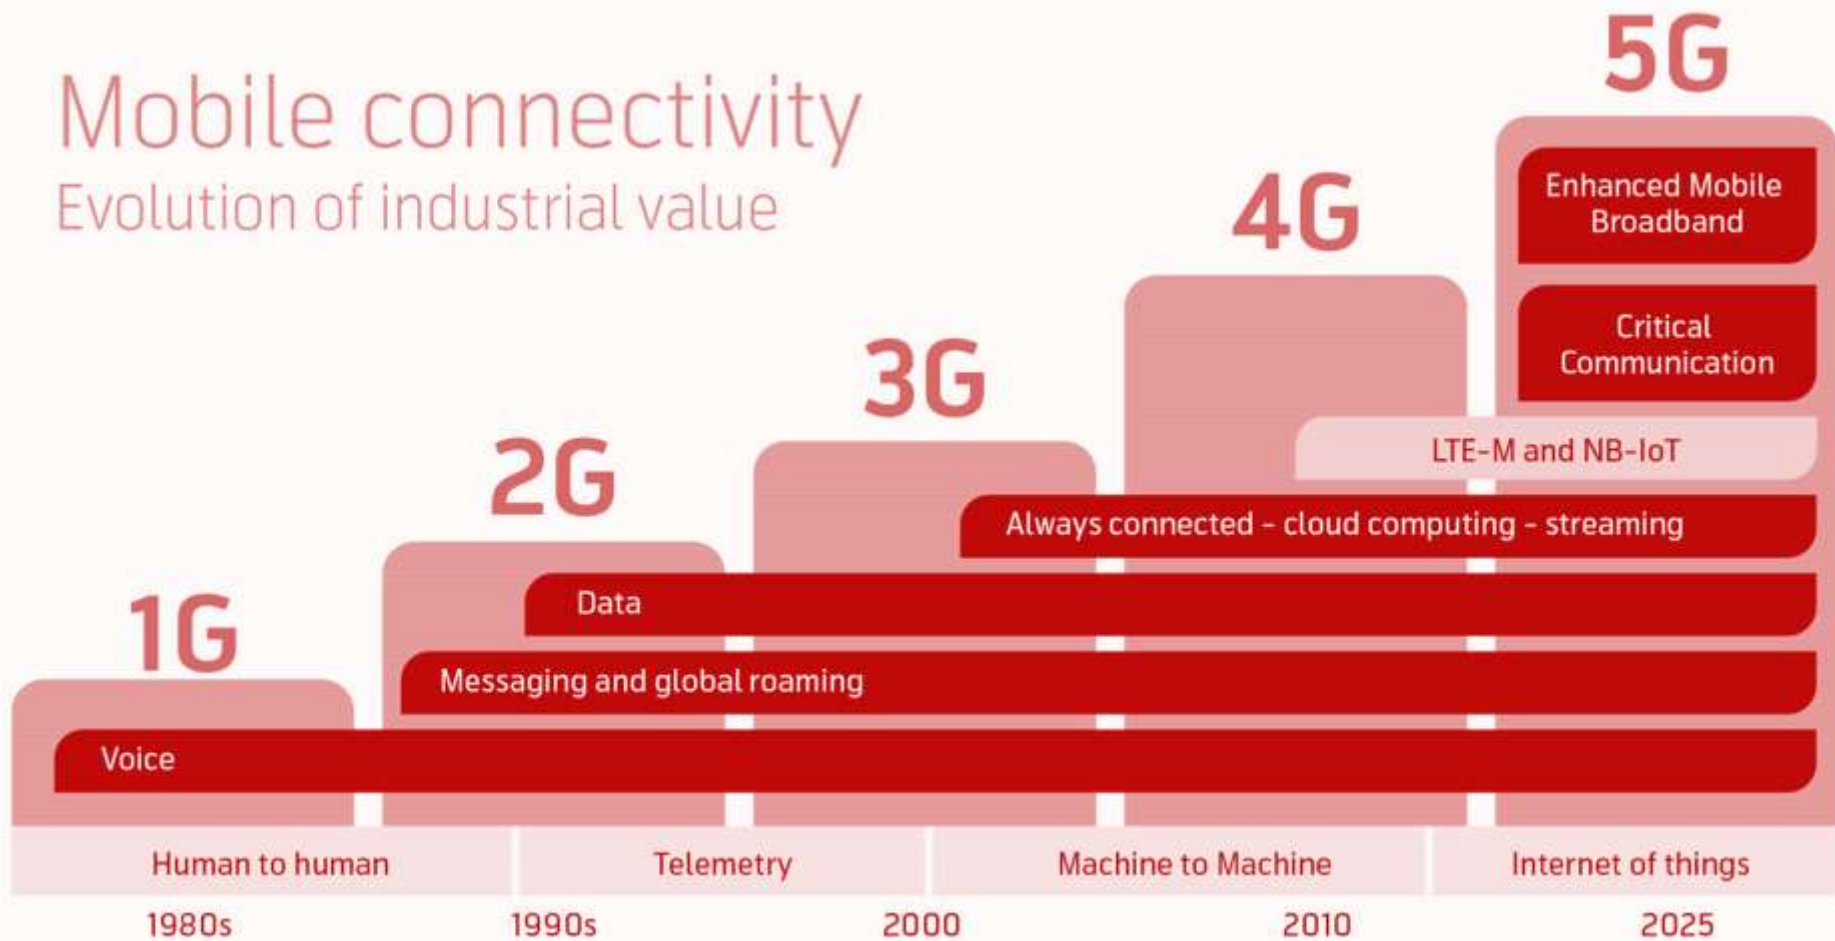 Mobile connectivity
Evolution of industrial value
5G
Enhanced Mobile
Broadband
4G
Critical
Communication
3G
LTE-M and NB-IoT
2G
Always connected - cloud computing - streaming
1G
Data
Messaging and global roaming
Voice
Human to human
Telemetry
Machine to Machine
Internet of things
1980s
1990s
2000
2010
2025